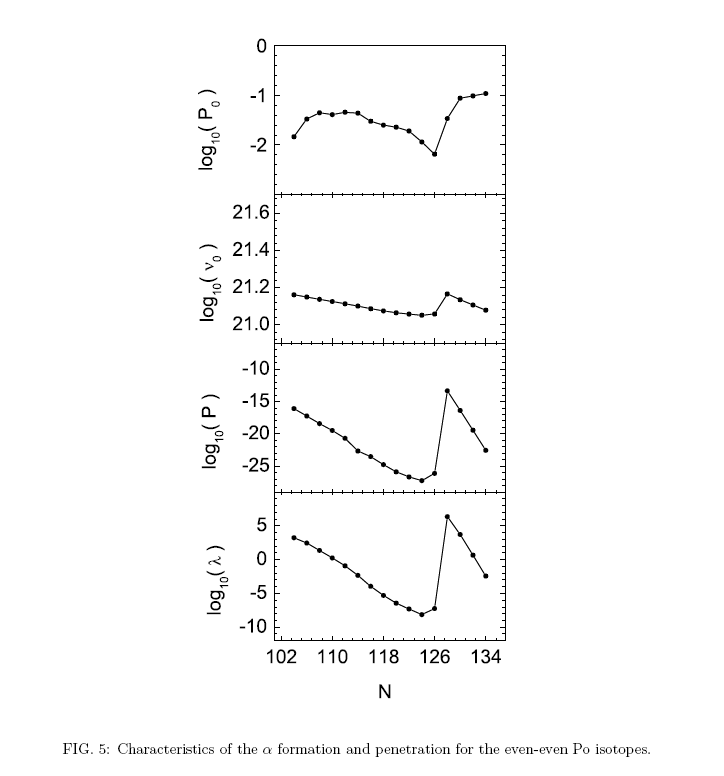 0
-1
-2
log10( P0 )
21.6
21.4
21.2
21.0
log10( ν0 )
-10
-15
-20
-25
log10( P )
5
0
-5
-10
log10( λ )
102 110 118 126 134
N
FIG. 5: Characteristics of the α formation and penetration for the even-even Po isotopes.